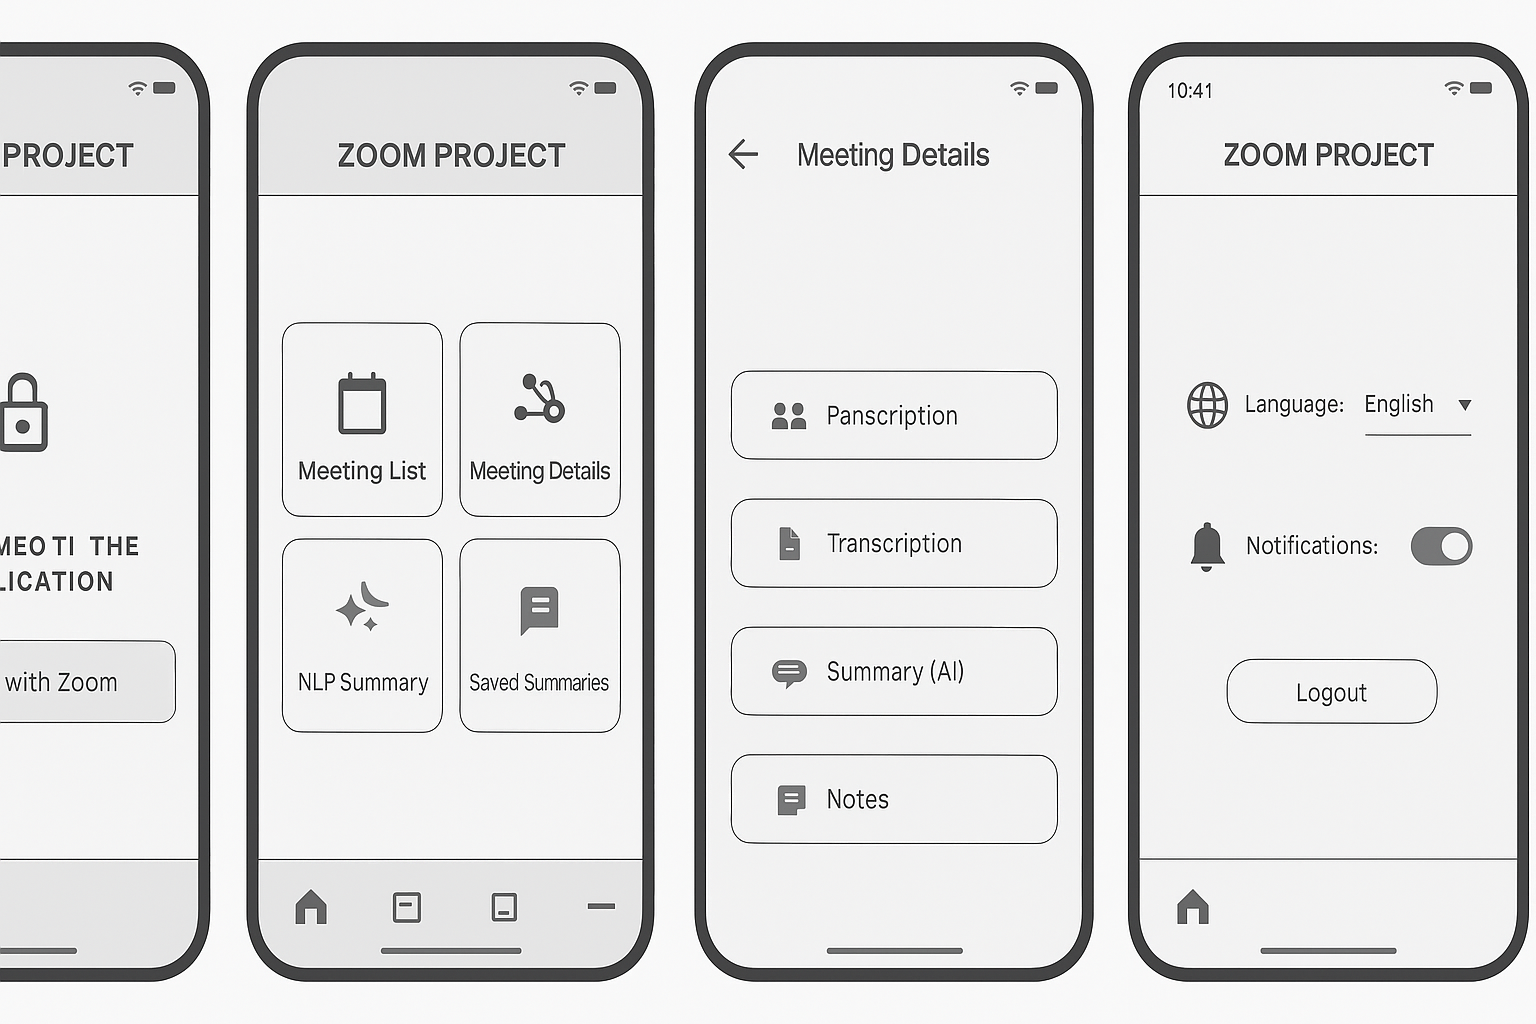 PROJECT
MEO TI THE
LICATION
with Zoom
ZOOM PROJECT
Meeting List
Meeting Details
NLP Summary
Saved Summaries
Meeting Details
Panscription
Transcription
Summary (AI)
Notes
10:41
ZOOM PROJECT
Language: English
Notifications:
Logout